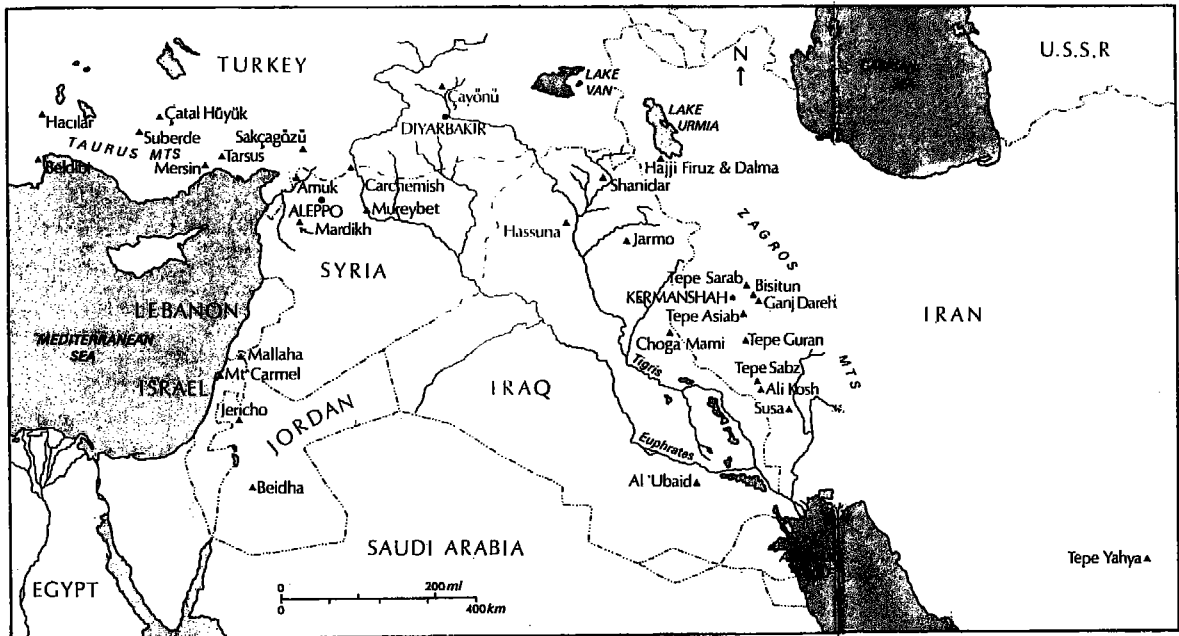 TURKEY
U.S.S.R
N
LAKE
VAN
LAKE
URMIA
Çayönü
DIYARBAKIR
Hacılar
Çatal Hüyük
Suberde
Sakçagözü
TAURUS MTS
Tarsus
Beldibi
Mersin
Hajji Firuz & Dalma
Shanidar
Amuk
Carchemish
ALEPPO
Mureybet
Mardikh
Hassuna
Jarmo
ZAGROS
SYRIA
Tepe Sarab
Bisitun
KERMANSHAH
Ganj Dareh
LEBANON
Tepe Asiab
IRAN
MEDITERRANEAN
SEA
Choga Mami
Tepe Guran
Mallaha
Tigris
Tepe Sabz
MTS
ISRAEL
Mt Carmel
IRAQ
Ali Kosh
Jericho
Susa
JORDAN
Euphrates
Beidha
Al 'Ubaid
SAUDI ARABIA
Tepe Yahya
EGYPT
0 200 ml
0 400 km